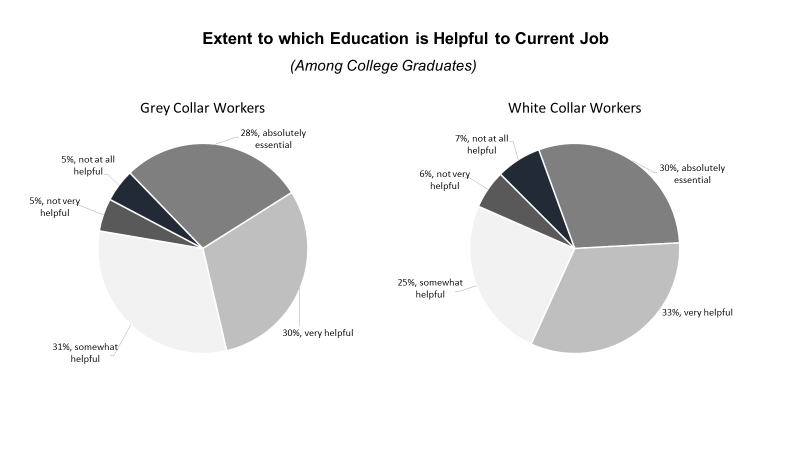 Extent to which Education is Helpful to Current Job
(Among College Graduates)
Grey Collar Workers
28%, absolutely
essential
5%, not at all
helpful
5%, not very
helpful
31%, somewhat
helpful
30%, very helpful
White Collar Workers
7%, not at all
helpful
30%, absolutely
essential
6%, not very
helpful
25%, somewhat
helpful
33%, very helpful